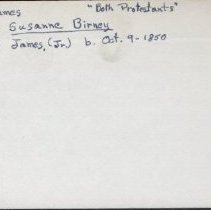 ames "Both Protestants"
Susanne Birney
James, (Jr.) b. Oct. 9-1850